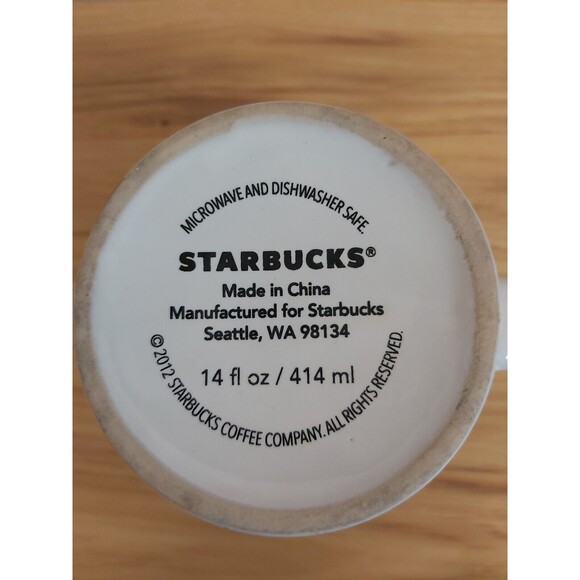 MICROWAVE AND DISHWASHER SAFE.
STARBUCKS®
Made in China
Manufactured for Starbucks
Seattle, WA 98134
14 fl oz / 414 ml
© 2012 STARBUCKS COFFEE COMPANY. ALL RIGHTS RESERVED.